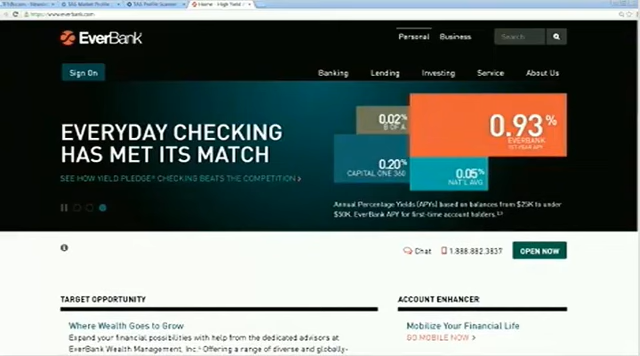 https://www.everbank.com
EverBank
Personal Business Search
Sign On
Banking Lending Investing Service About Us
EVERYDAY CHECKING
HAS MET ITS MATCH
SEE HOW YIELD PLEDGE® CHECKING BEATS THE COMPETITION >
0.02%
B OF A
0.93%
EVERBANK
1ST YEAR APY
0.20%
CAPITAL ONE 360
0.05%
NAT'L AVG
Annual Percentage Yields (APYs) based on balances from $25K to under
$50K. EverBank APY for first-time account holders.
Chat 1.888.882.3837 OPEN NOW
TARGET OPPORTUNITY
Where Wealth Goes to Grow
Expand your financial possibilities with help from the dedicated advisors at
EverBank Wealth Management, Inc. Offering a range of diverse and globally-
ACCOUNT ENHANCER
Mobilize Your Financial Life
GO MOBILE NOW >